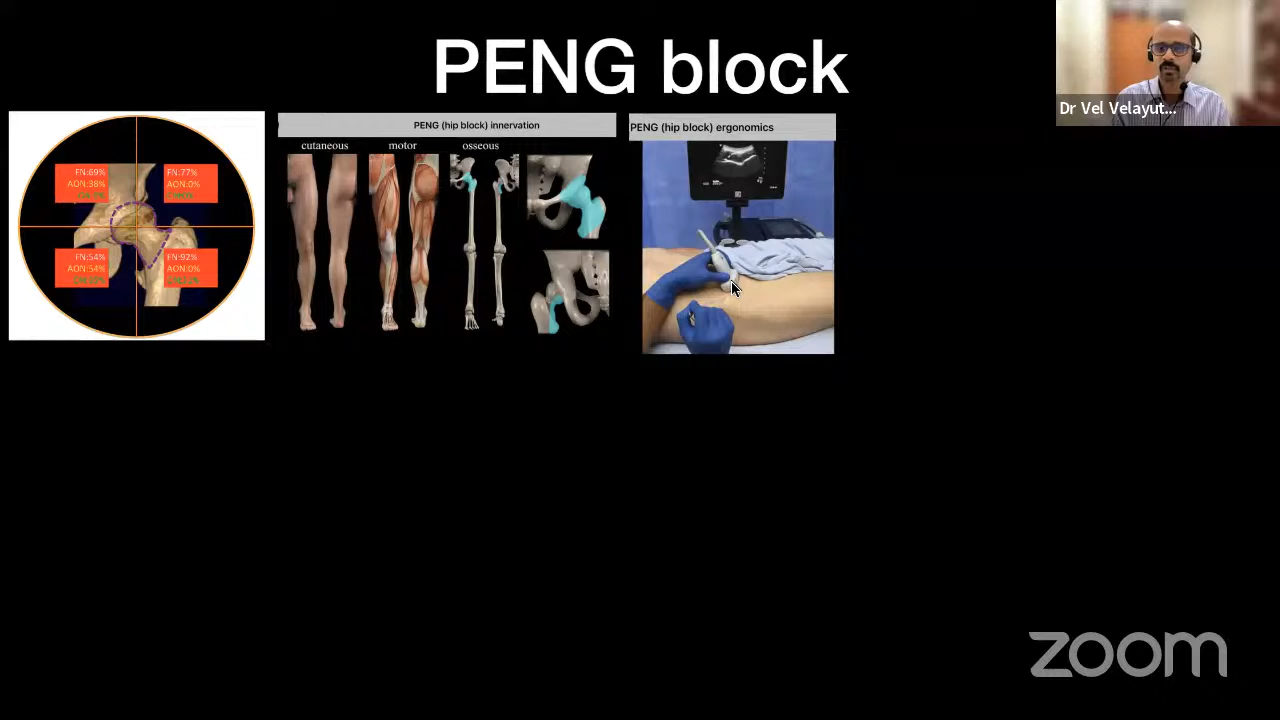 PENG block
Dr Vel Velayut...
FN:69%
AON:38%
FN:77%
AON:0%
FN:54%
AON:54%
FN:92%
AON:0%
PENG (hip block) innervation
cutaneous motor osseous
PENG (hip block) ergonomics
zoom